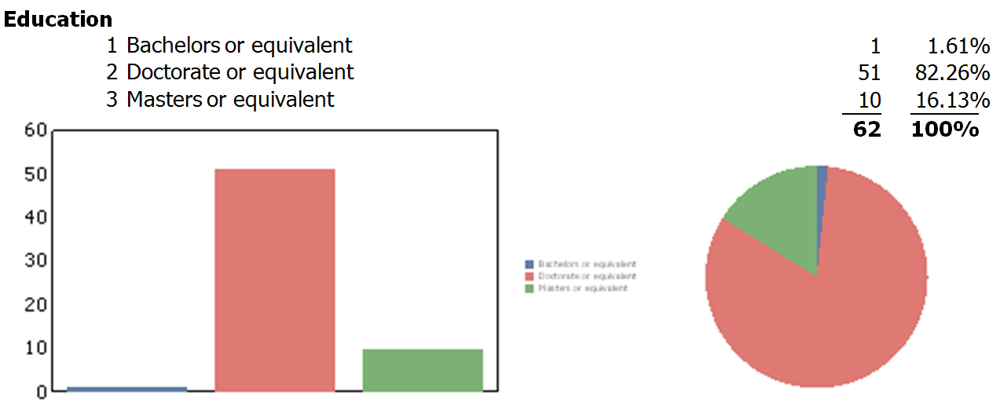 Education
1 Bachelors or equivalent 1 1.61%
2 Doctorate or equivalent 51 82.26%
3 Masters or equivalent 10 16.13%
62 100%
60
50
40
30
20
10
0
Bachelors or equivalent
Doctorate or equivalent
Masters or equivalent